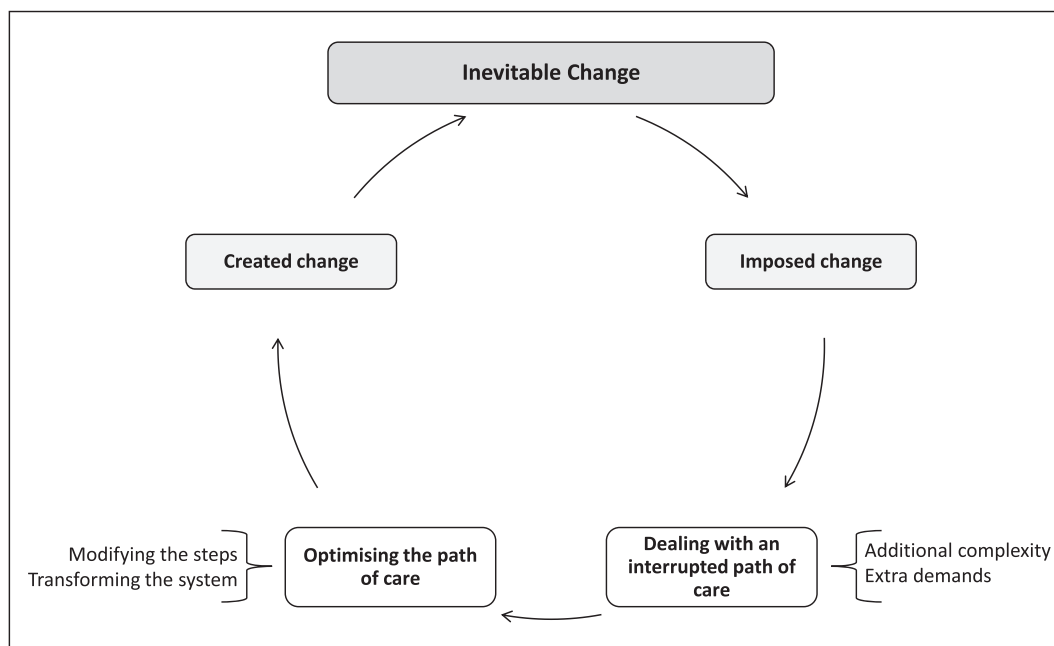 Inevitable Change
Created change
Imposed change
Modifying the steps
Transforming the system
Optimising the path
of care
Dealing with an
interrupted path of
care
Additional complexity
Extra demands